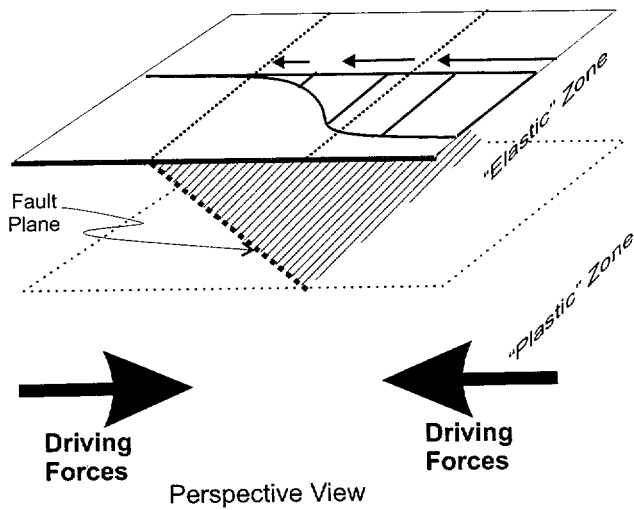 "Elastic" Zone
Fault
Plane
"Plastic" Zone
Driving
Forces
Driving
Forces
Perspective View